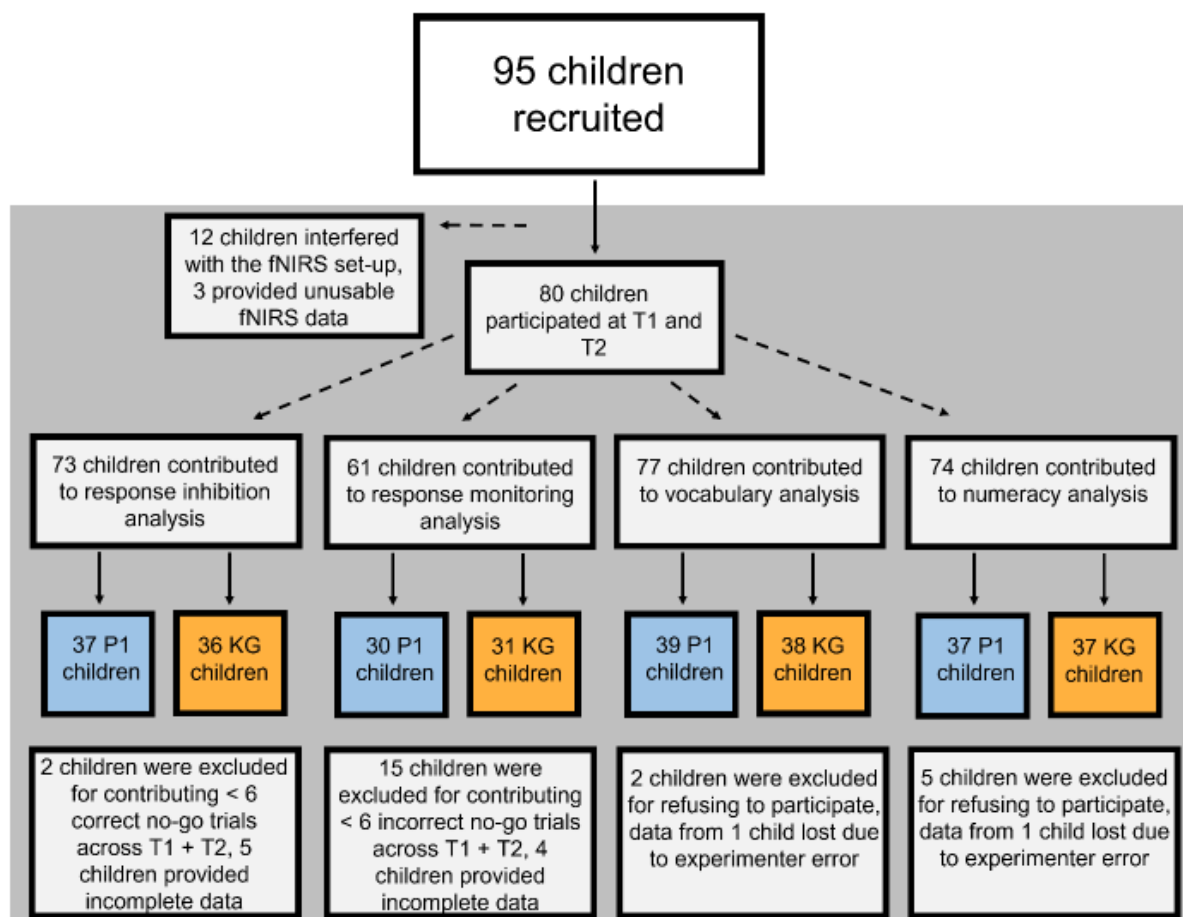 95 children
recruited
12 children interfered
with the fNIRS set-up,
3 provided unusable
fNIRS data
80 children
participated at T1 and
T2
73 children contributed
to response inhibition
analysis
61 children contributed
to response monitoring
analysis
77 children contributed
to vocabulary analysis
74 children contributed
to numeracy analysis
37 P1
children
36 KG
children
30 P1
children
31 KG
children
39 P1
children
38 KG
children
37 P1
children
37 KG
children
2 children were excluded
for contributing < 6
correct no-go trials
across T1 + T2, 5
children provided
incomplete data
15 children were
excluded for contributing
< 6 incorrect no-go trials
across T1 + T2, 4
children provided
incomplete data
2 children were excluded
for refusing to participate,
data from 1 child lost due
to experimenter error
5 children were excluded
for refusing to participate,
data from 1 child lost due
to experimenter error